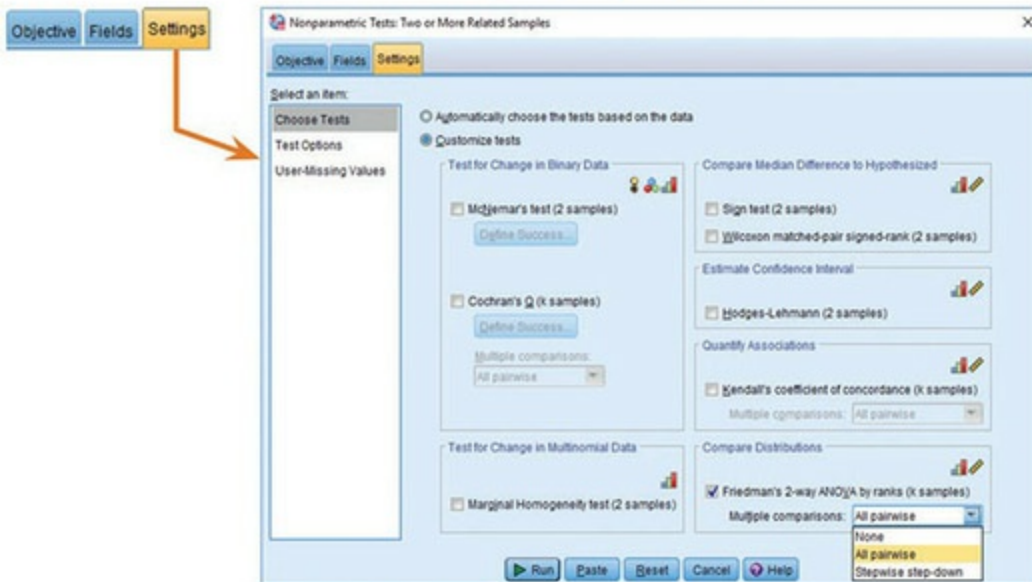 Objective Fields Settings
Nonparametric Tests: Two or More Related Samples
Objective Fields Settings
Select an item:
Choose Tests
Test Options
User-Missing Values
Automatically choose the tests based on the data
Customize tests
Test for Change in Binary Data
McNemar's test (2 samples)
Define Success...
Cochran's Q (k samples)
Define Success...
Multiple comparisons:
All pairwise
Test for Change in Multinomial Data
Marginal Homogeneity test (2 samples)
Compare Median Difference to Hypothesized
Sign test (2 samples)
Wilcoxon matched-pair signed-rank (2 samples)
Estimate Confidence Interval
Hodges-Lehmann (2 samples)
Quantify Associations
Kendall's coefficient of concordance (k samples)
Multiple comparisons: All pairwise
Compare Distributions
Friedman's 2-way ANOVA by ranks (k samples)
Multiple comparisons: All pairwise
None
All pairwise
Stepwise step-down
Run Paste Reset Cancel Help